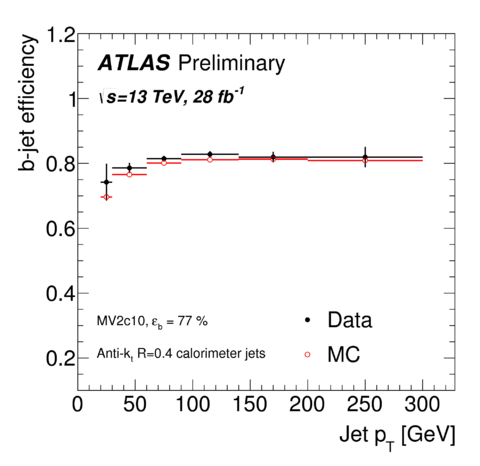 1.2
1
0.8
0.6
0.4
0.2
b-jet efficiency
ATLAS Preliminary
√s=13 TeV, 28 fb⁻¹
MV2c10, εb = 77 %
Anti-kt R=0.4 calorimeter jets
Data
MC
0 50 100 150 200 250 300
Jet pT [GeV]